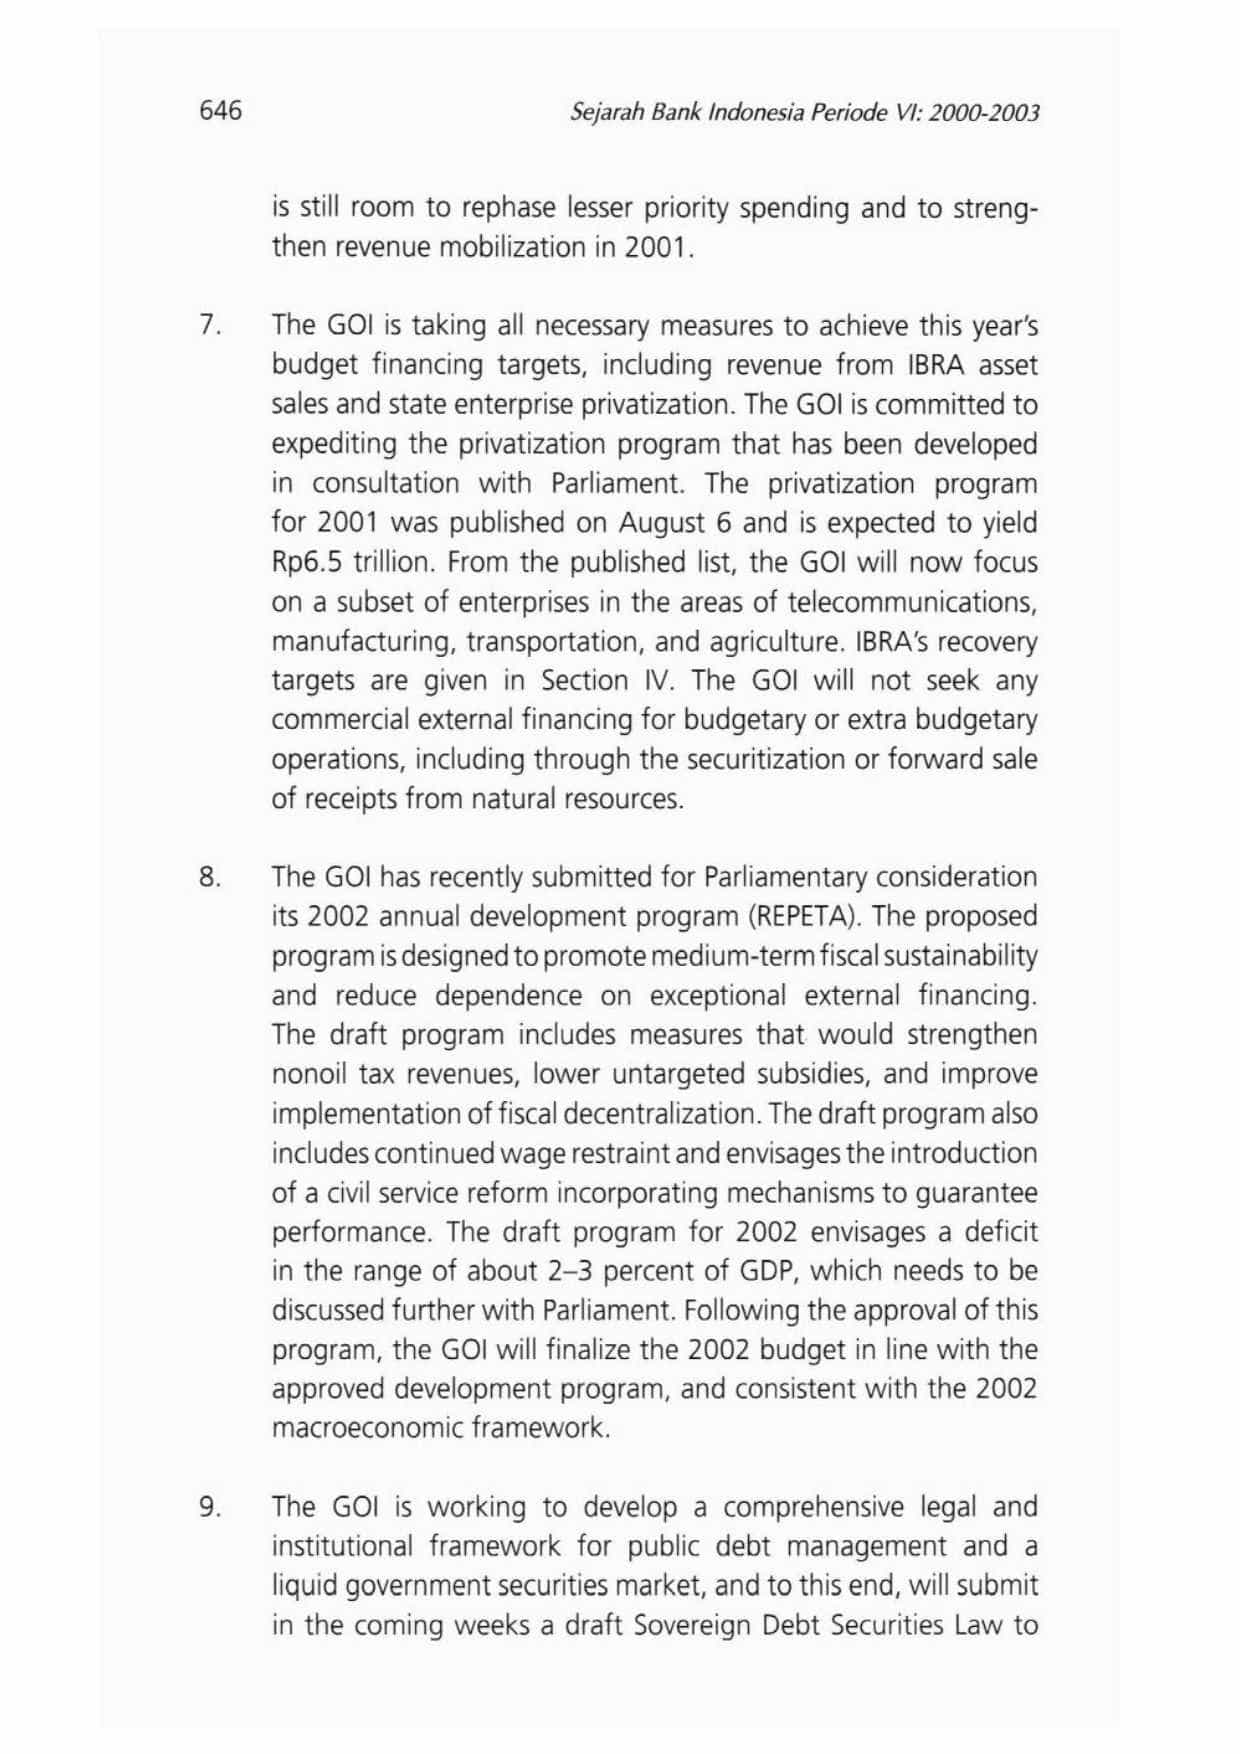 646
Sejarah Bank Indonesia Periode VI: 2000-2003
is still room to rephase lesser priority spending and to streng-
then revenue mobilization in 2001.
7. The GOI is taking all necessary measures to achieve this year's
budget financing targets, including revenue from IBRA asset
sales and state enterprise privatization. The GOI is committed to
expediting the privatization program that has been developed
in consultation with Parliament. The privatization program
for 2001 was published on August 6 and is expected to yield
Rp6.5 trillion. From the published list, the GOI will now focus
on a subset of enterprises in the areas of telecommunications,
manufacturing, transportation, and agriculture. IBRA's recovery
targets are given in Section IV. The GOI will not seek any
commercial external financing for budgetary or extra budgetary
operations, including through the securitization or forward sale
of receipts from natural resources.
8. The GOI has recently submitted for Parliamentary consideration
its 2002 annual development program (REPETA). The proposed
program is designed to promote medium-term fiscal sustainability
and reduce dependence on exceptional external financing.
The draft program includes measures that would strengthen
nonoil tax revenues, lower untargeted subsidies, and improve
implementation of fiscal decentralization. The draft program also
includes continued wage restraint and envisages the introduction
of a civil service reform incorporating mechanisms to guarantee
performance. The draft program for 2002 envisages a deficit
in the range of about 2–3 percent of GDP, which needs to be
discussed further with Parliament. Following the approval of this
program, the GOI will finalize the 2002 budget in line with the
approved development program, and consistent with the 2002
macroeconomic framework.
9. The GOI is working to develop a comprehensive legal and
institutional framework for public debt management and a
liquid government securities market, and to this end, will submit
in the coming weeks a draft Sovereign Debt Securities Law to